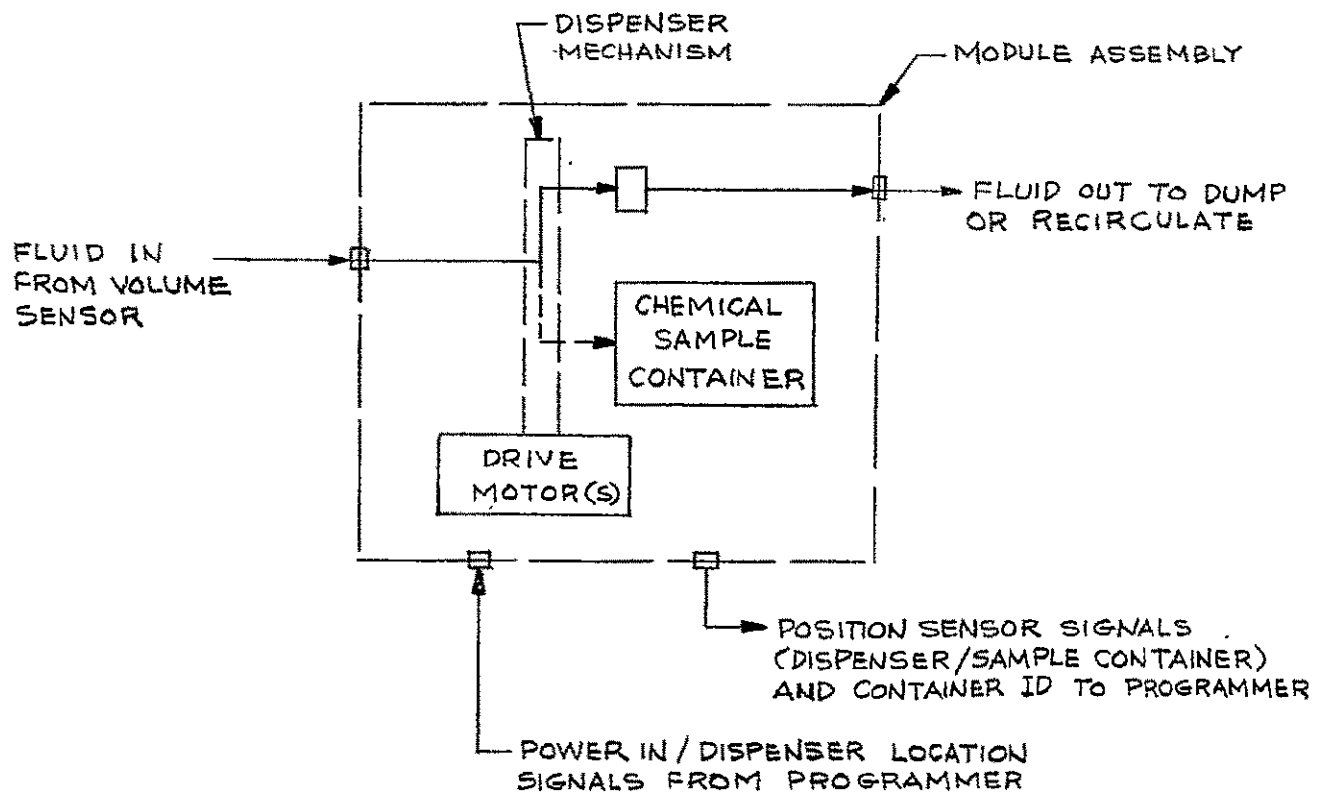 DISPENSER
MECHANISM
MODULE ASSEMBLY
FLUID OUT TO DUMP
OR RECIRCULATE
FLUID IN
FROM VOLUME
SENSOR
CHEMICAL
SAMPLE
CONTAINER
DRIVE
MOTOR(S)
POSITION SENSOR SIGNALS
(DISPENSER/SAMPLE CONTAINER)
AND CONTAINER ID TO PROGRAMMER
POWER IN/DISPENSER LOCATION
SIGNALS FROM PROGRAMMER